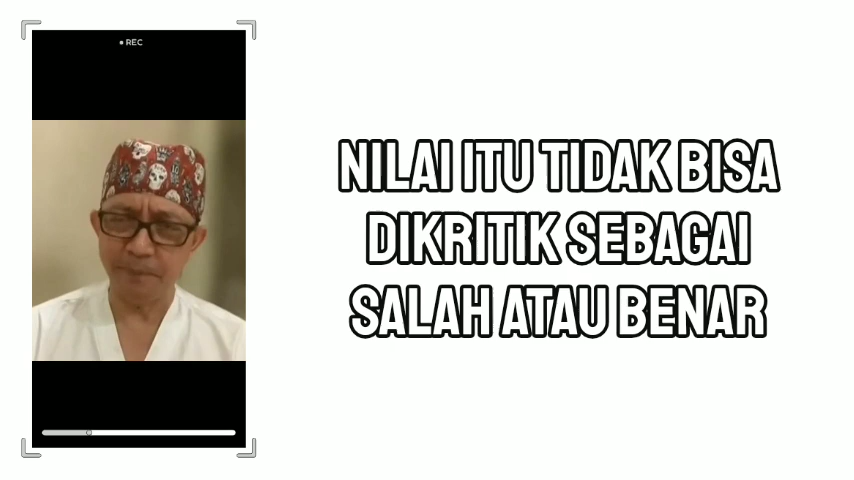 REC
NILAI ITU TIDAK BISA
DIKRITIK SEBAGAI
SALAH ATAU BENAR